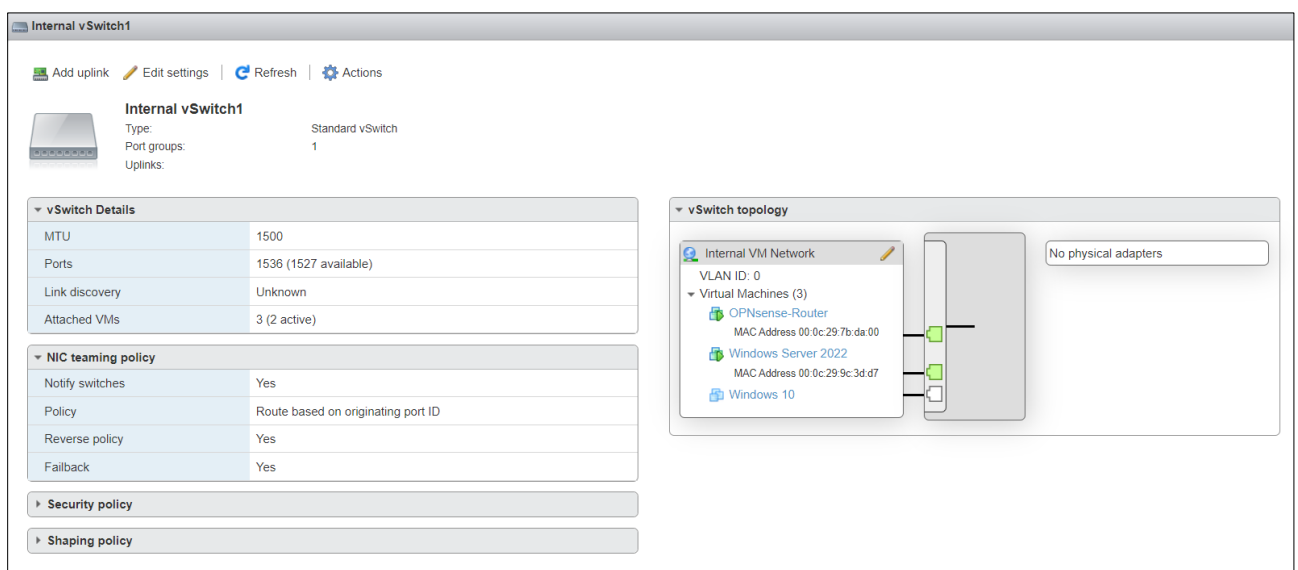 Internal vSwitch1
Add uplink Edit settings Refresh Actions
Internal vSwitch1
Type: Standard vSwitch
Port groups: 1
Uplinks:
vSwitch Details
MTU 1500
Ports 1536 (1527 available)
Link discovery Unknown
Attached VMs 3 (2 active)
NIC teaming policy
Notify switches Yes
Policy Route based on originating port ID
Reverse policy Yes
Failback Yes
Security policy
Shaping policy
vSwitch topology
Internal VM Network
VLAN ID: 0
Virtual Machines (3)
OPNsense-Router
MAC Address 00:0c:29:7b:da:00
Windows Server 2022
MAC Address 00:0c:29:9c:3d:d7
Windows 10
No physical adapters